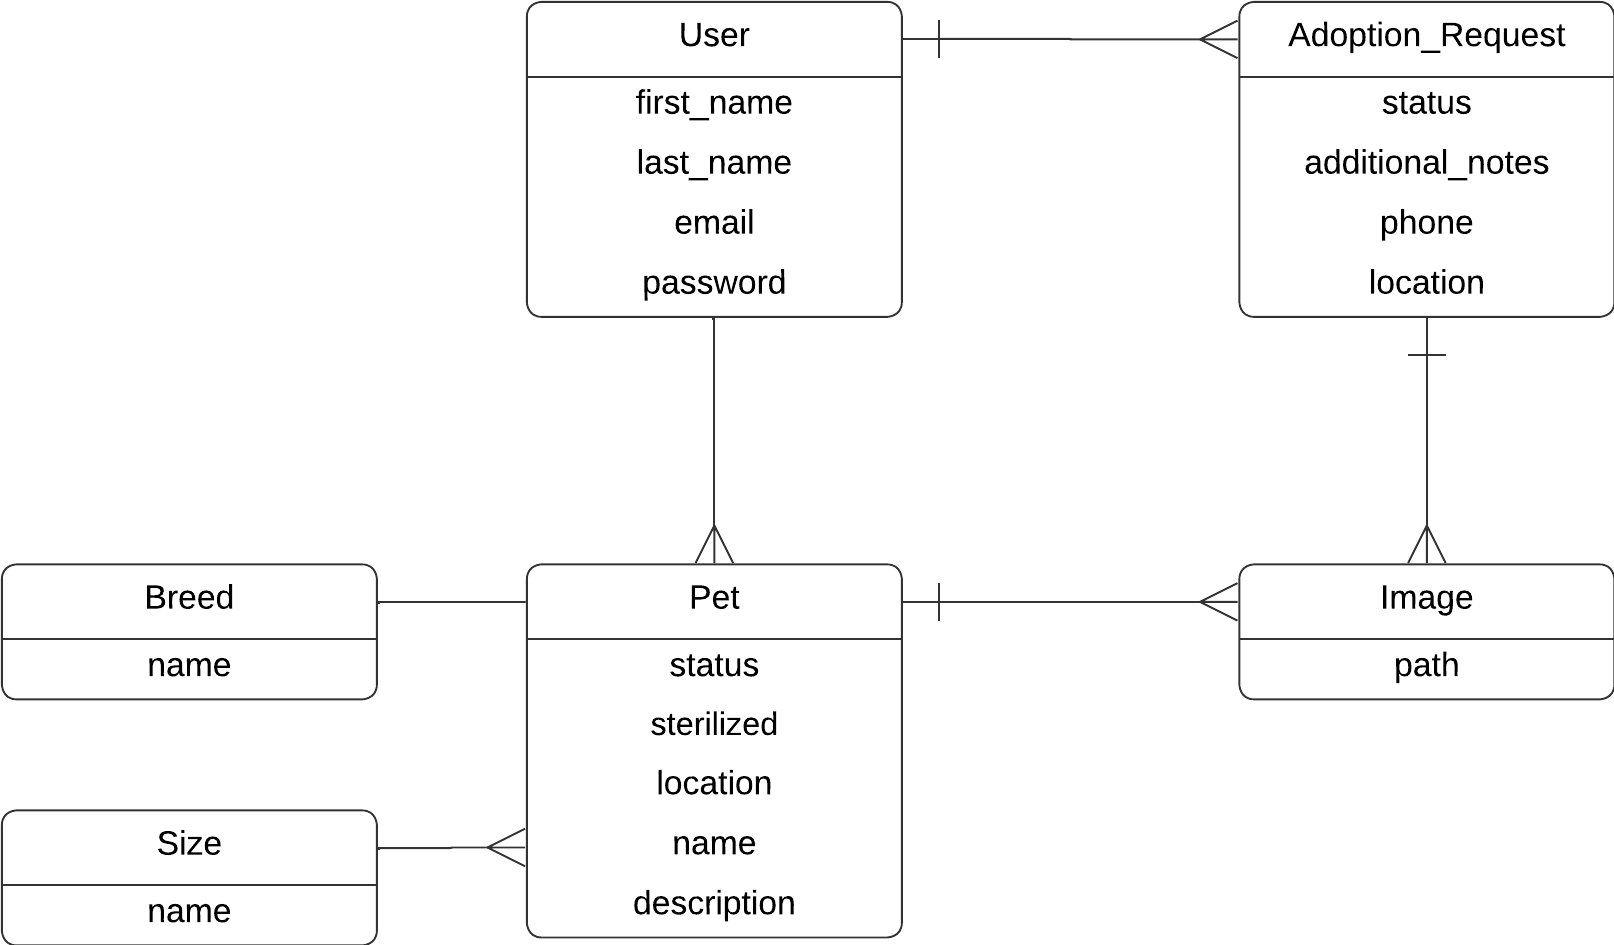 User
first_name
last_name
email
password
Adoption_Request
status
additional_notes
phone
location
Breed
name
Pet
status
sterilized
location
name
description
Image
path
Size
name